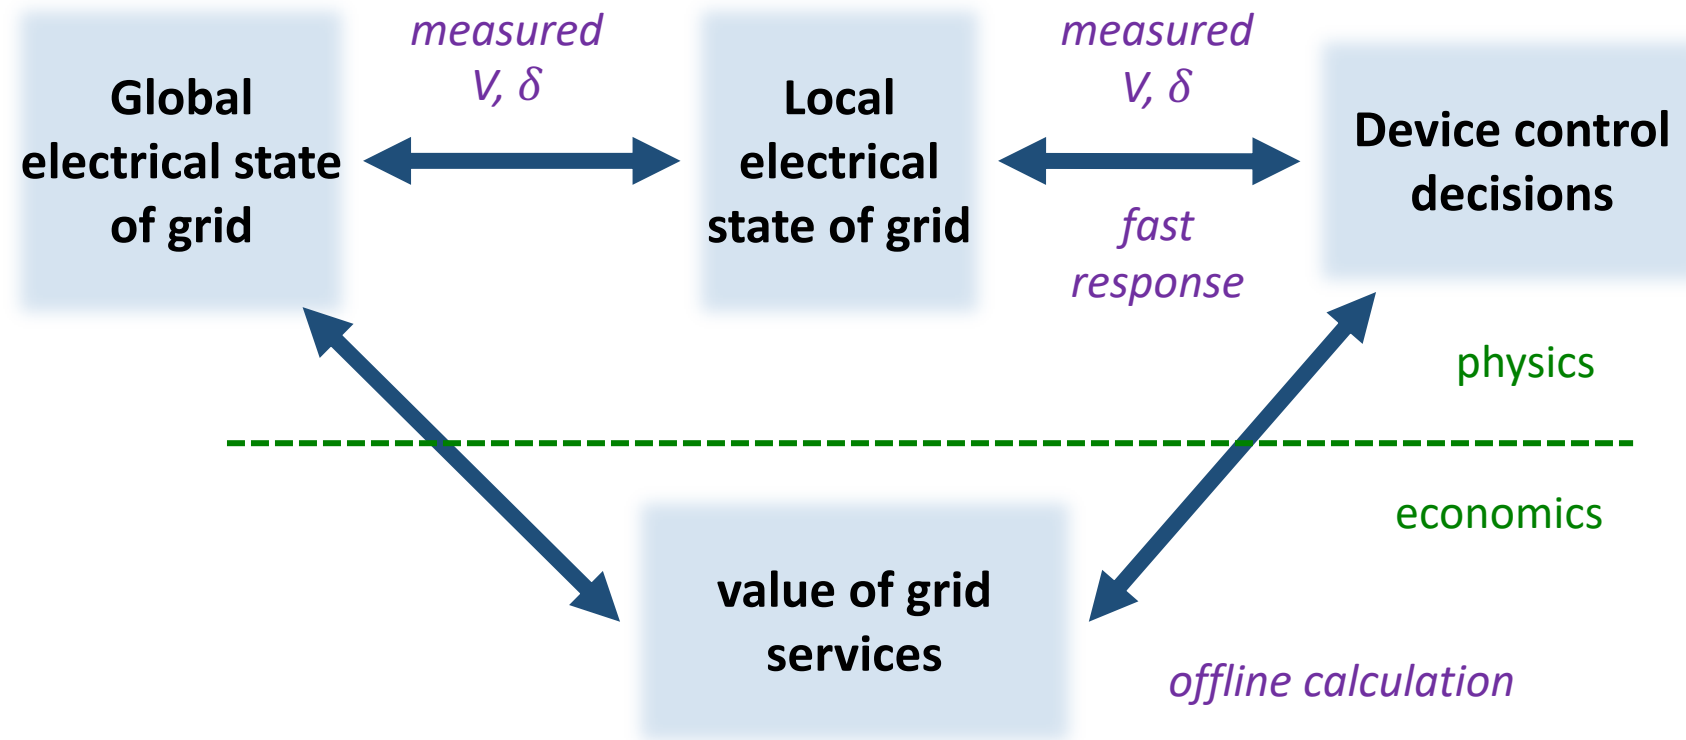 Global
electrical state
of grid
measured
V, δ
Local
electrical
state of grid
measured
V, δ
fast
response
Device control
decisions
physics
economics
value of grid
services
offline calculation